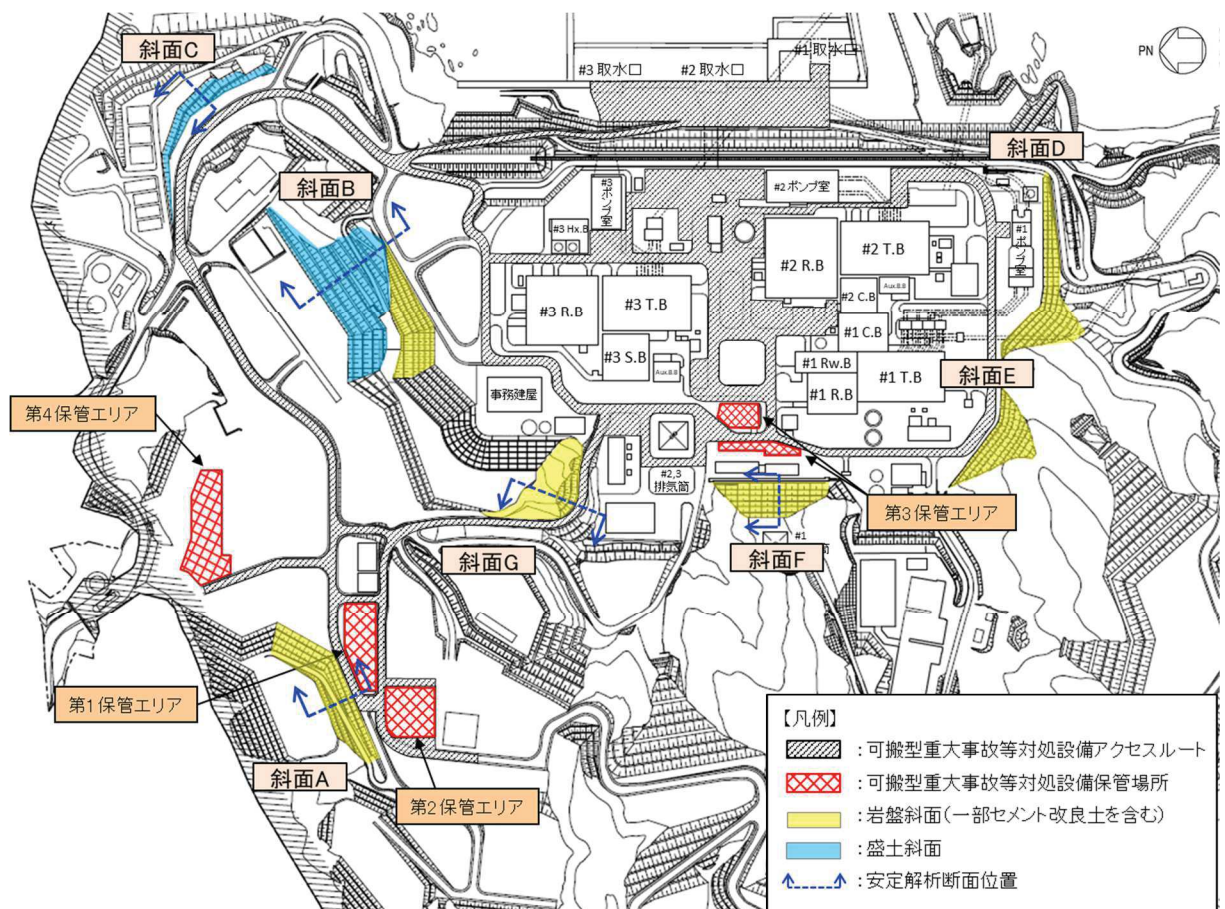 斜面C
#1取水口
#3取水口
#2取水口
PN
斜面D
斜面B
#3ポンプ室
#2ポンプ室
#1ポンプ室
#3 Hx.B
#2 R.B
#2 T.B
#3 R.B
#3 T.B
Aux.B.B
#2 C.B
#1 C.B
#3 S.B
Aux.B.B
#1 Rw.B
#1 R.B
#1 T.B
斜面E
事務建屋
第4保管エリア
#2,3
排気筒
第3保管エリア
#1
筒
斜面G
斜面F
第1保管エリア
斜面A
第2保管エリア
【凡例】
:可搬型重大事故等対処設備アクセスルート
:可搬型重大事故等対処設備保管場所
:岩盤斜面(一部セメント改良土を含む)
:盛土斜面
:安定解析断面位置